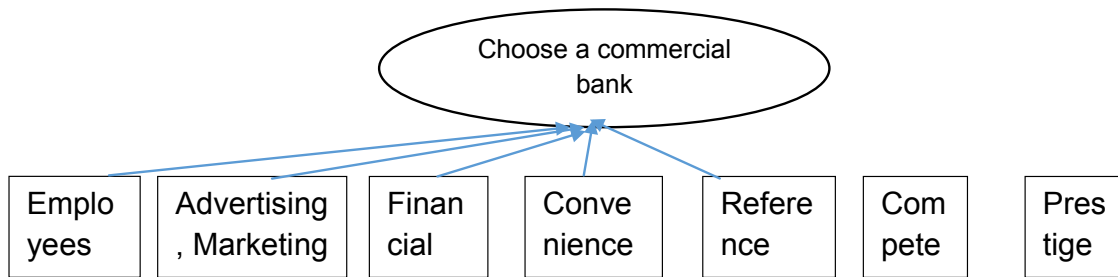 Choose a commercial
bank
Emplo
yees
Advertising
, Marketing
Finan
cial
Conve
nience
Refere
nce
Com
pete
Pres
tige